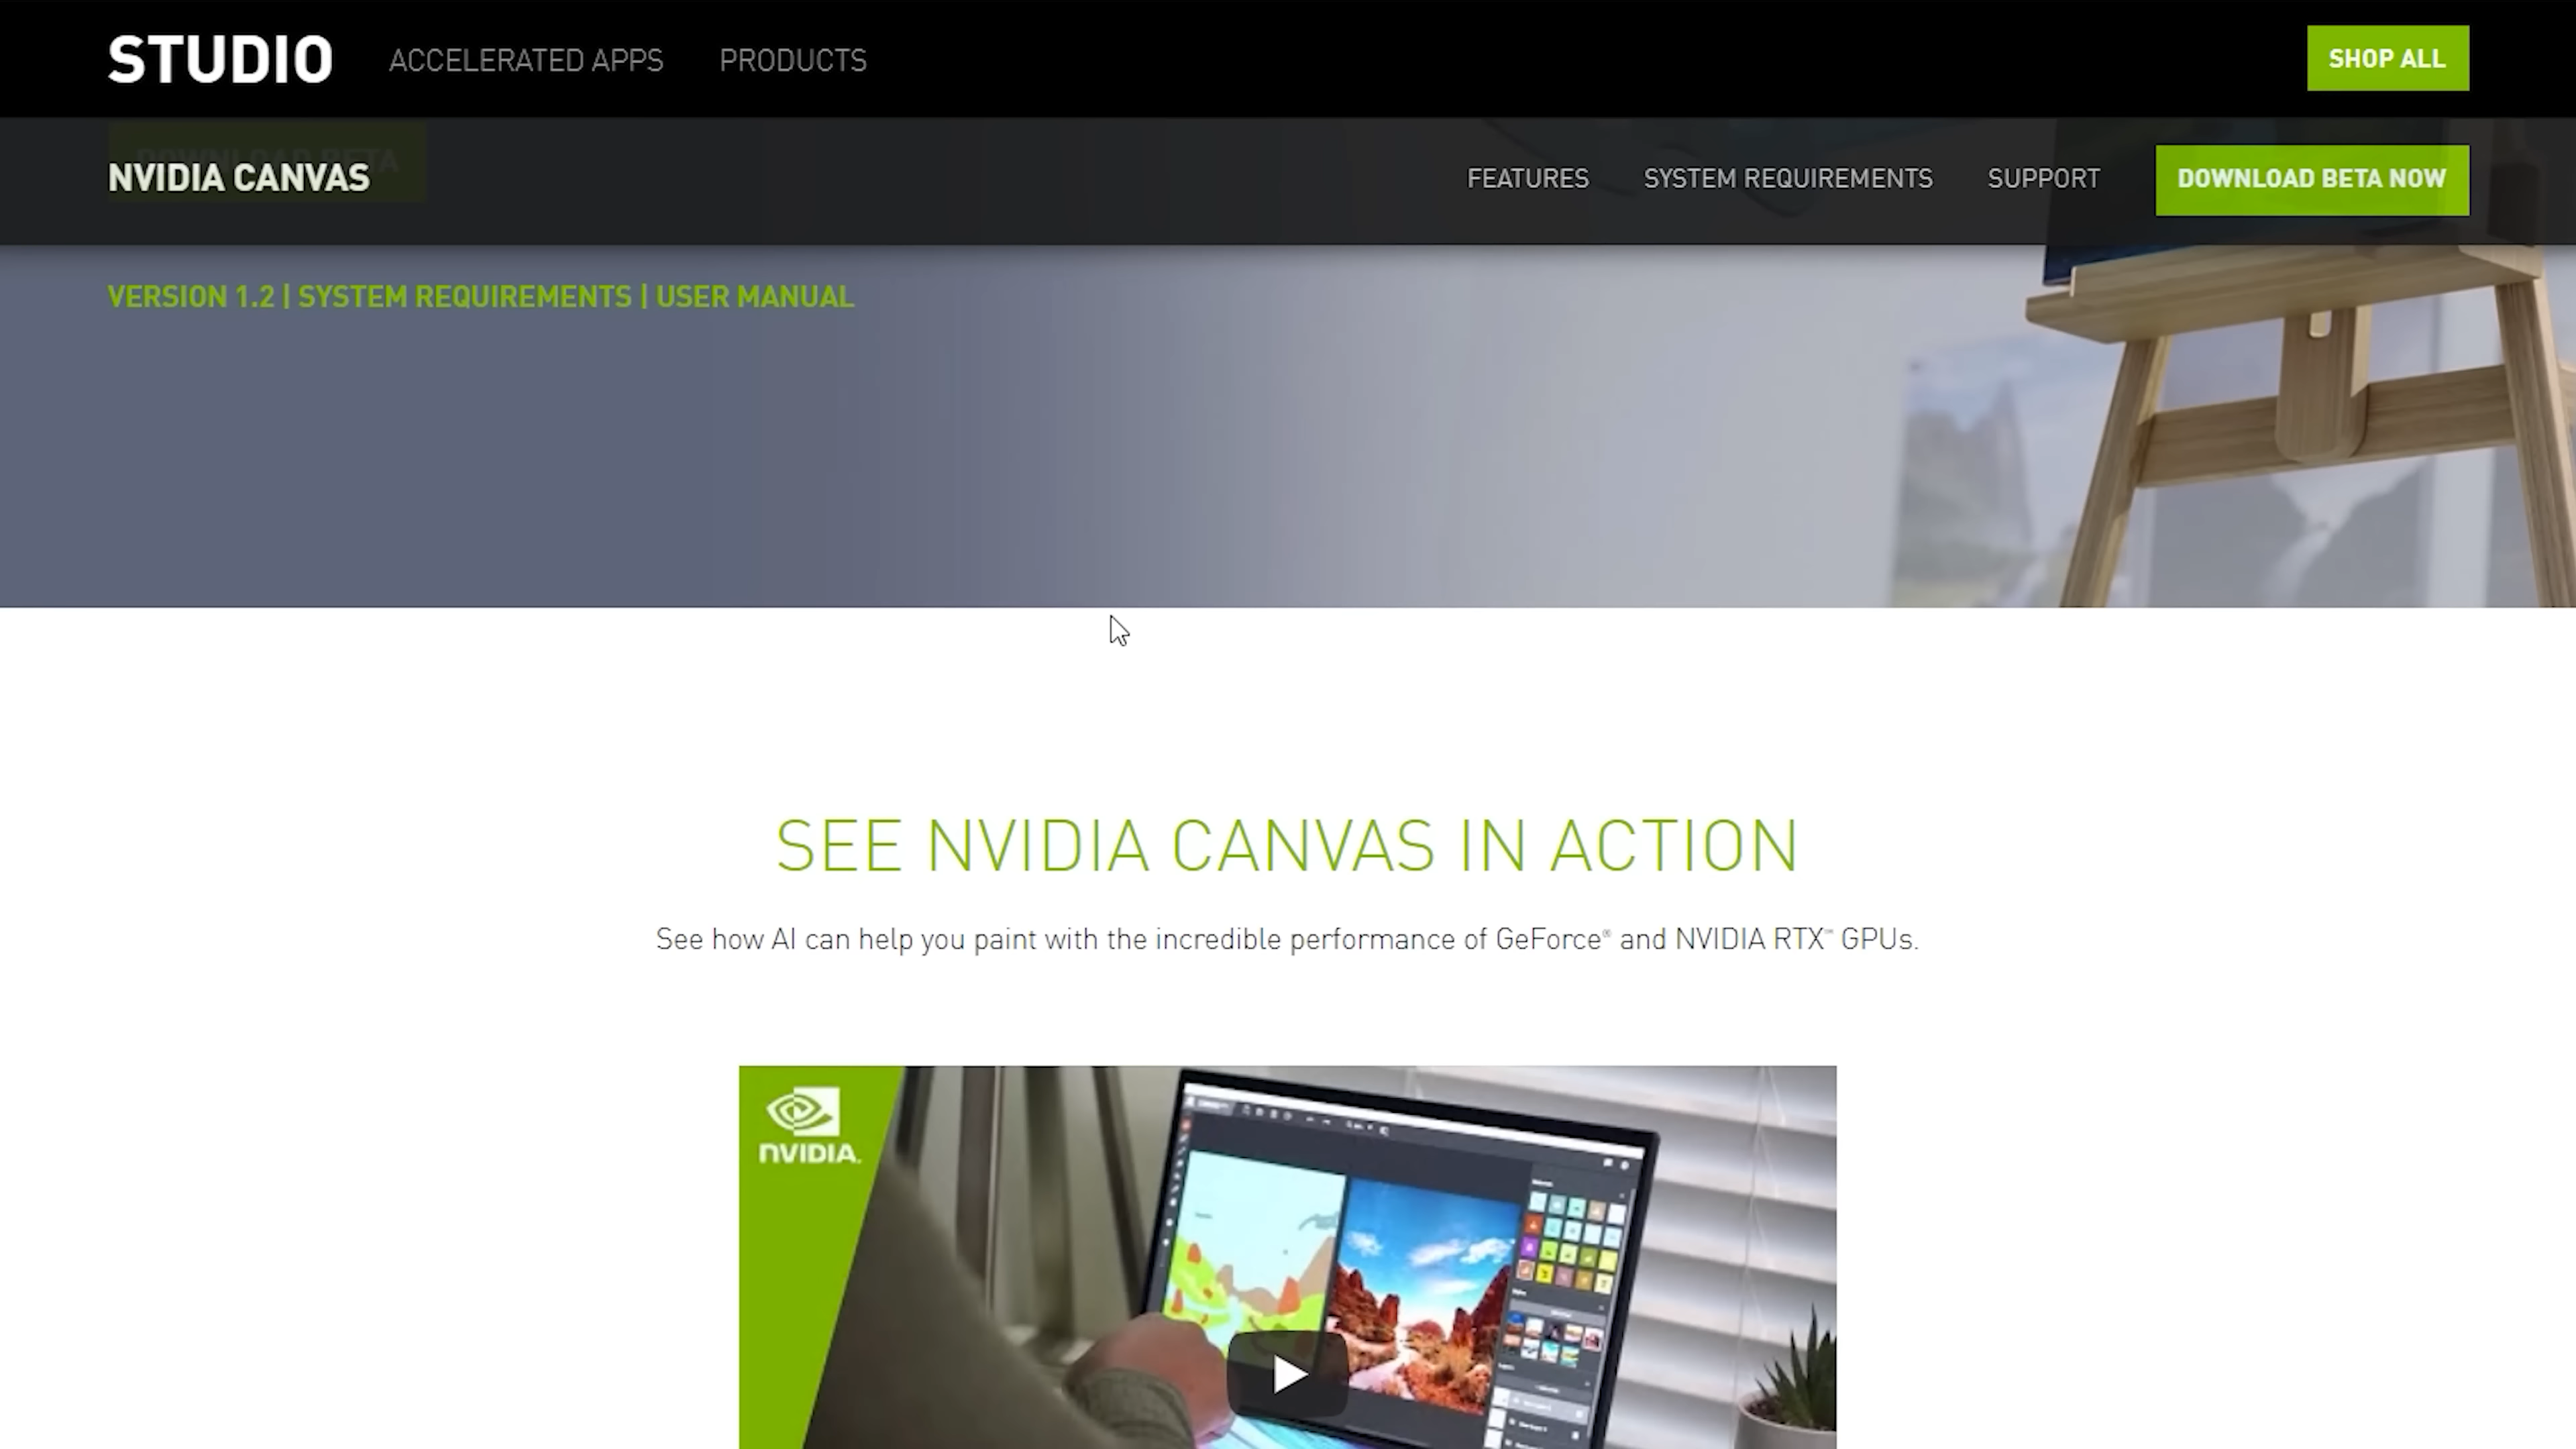 STUDIO ACCELERATED APPS PRODUCTS SHOP ALL
NVIDIA CANVAS FEATURES SYSTEM REQUIREMENTS SUPPORT DOWNLOAD BETA NOW
VERSION 1.2 | SYSTEM REQUIREMENTS | USER MANUAL
SEE NVIDIA CANVAS IN ACTION
See how AI can help you paint with the incredible performance of GeForce® and NVIDIA RTX™ GPUs.
NVIDIA.